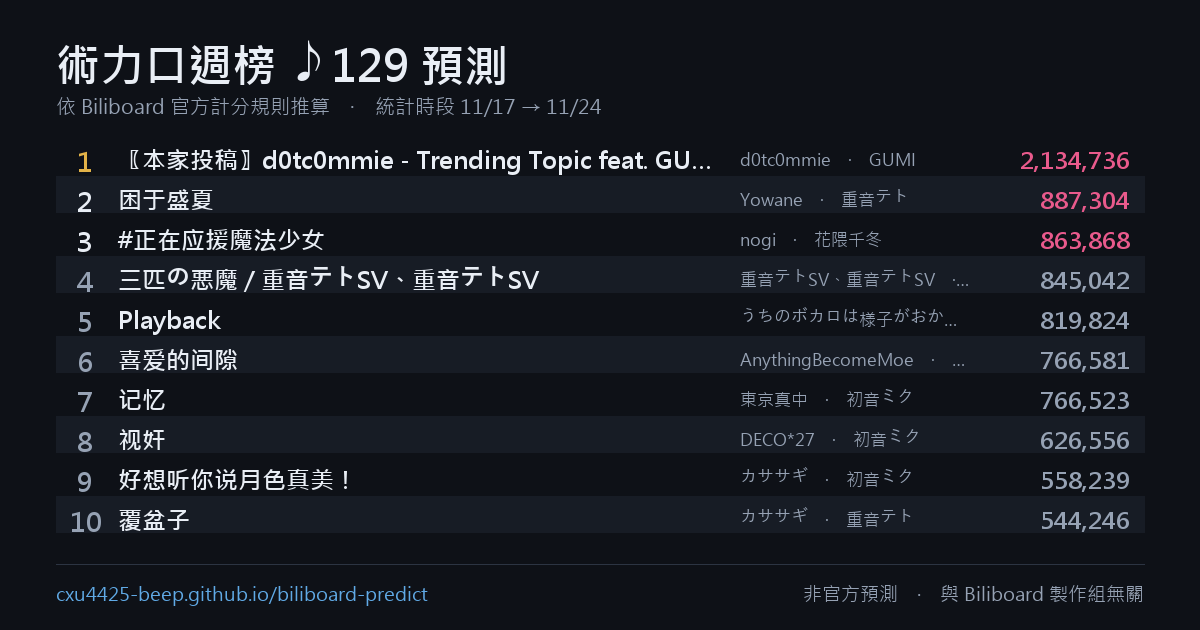 術力口週榜 ♪129 預測
依 Biliboard 官方計分規則推算 · 統計時段 11/17 → 11/24
1 〖本家投稿〗d0tc0mmie - Trending Topic feat. GU... d0tc0mmie · GUMI 2,134,736
2 困于盛夏 Yowane · 重音テト 887,304
3 #正在应援魔法少女 nogi · 花隈千冬 863,868
4 三匹の悪魔 / 重音テトSV、重音テトSV 重音テトSV、重音テトSV ·... 845,042
5 Playback うちのボカロは様子がおか... 819,824
6 喜爱的间隙 AnythingBecomeMoe · ... 766,581
7 记忆 東京真中 · 初音ミク 766,523
8 视奸 DECO*27 · 初音ミク 626,556
9 好想听你说月色真美！ カササギ · 初音ミク 558,239
10 覆盆子 カササギ · 重音テト 544,246
cxu4425-beep.github.io/biliboard-predict 非官方預測 · 與 Biliboard 製作組無關